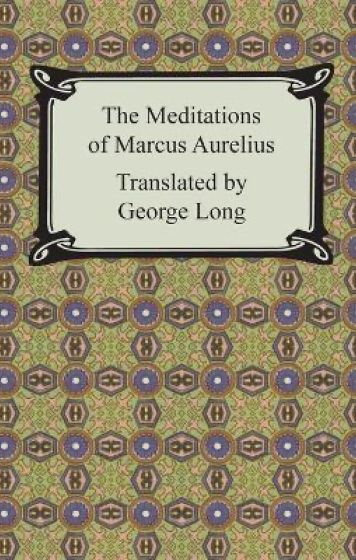 The Meditations
of Marcus Aurelius
Translated by
George Long